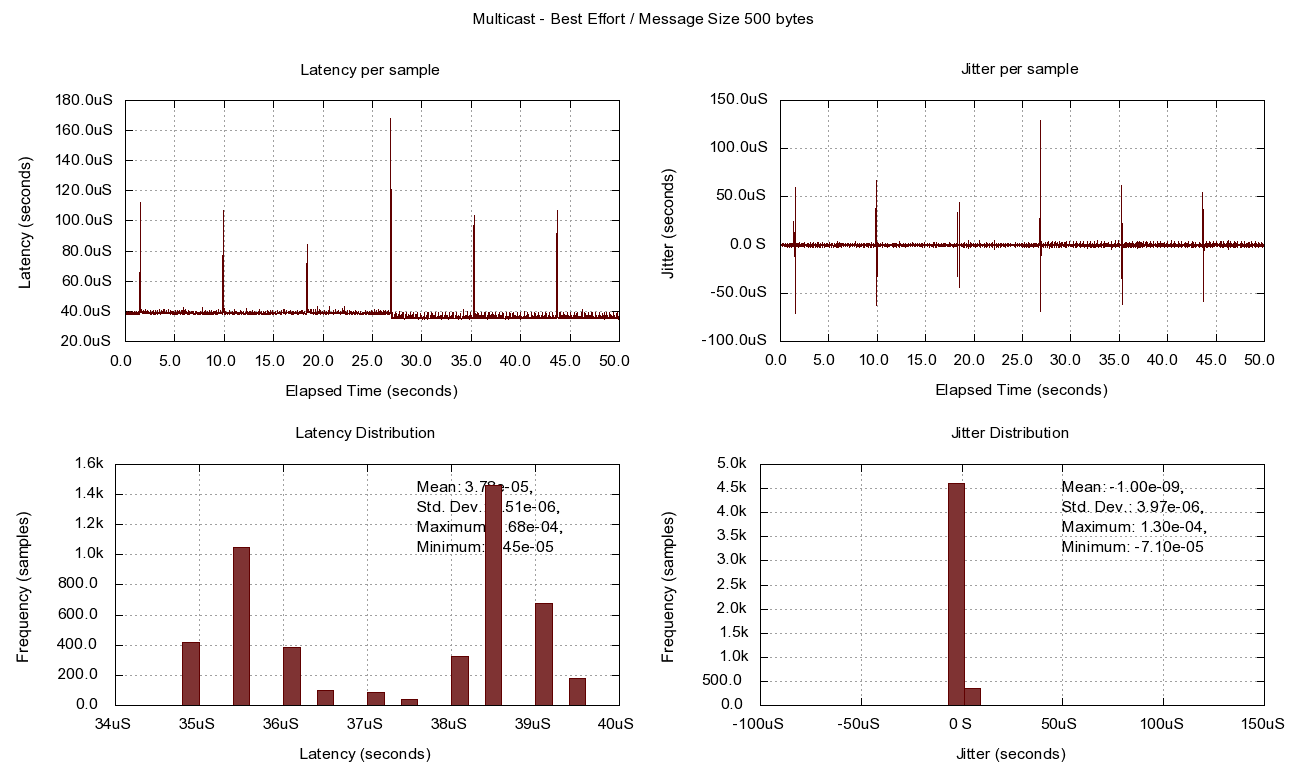 Multicast - Best Effort / Message Size 500 bytes
Latency per sample
180.0uS
160.0uS
140.0uS
120.0uS
100.0uS
80.0uS
60.0uS
40.0uS
20.0uS
0.0 5.0 10.0 15.0 20.0 25.0 30.0 35.0 40.0 45.0 50.0
Latency (seconds)
Elapsed Time (seconds)
Jitter per sample
150.0uS
100.0uS
50.0uS
0.0 S
-50.0uS
-100.0uS
0.0 5.0 10.0 15.0 20.0 25.0 30.0 35.0 40.0 45.0 50.0
Jitter (seconds)
Elapsed Time (seconds)
Latency Distribution
1.6k
1.4k
1.2k
1.0k
800.0
600.0
400.0
200.0
0.0
34uS 35uS 36uS 37uS 38uS 39uS 40uS
Frequency (samples)
Latency (seconds)
Mean:
Std. Dev.:
Maximum:
Minimum:
Jitter Distribution
5.0k
4.5k
4.0k
3.5k
3.0k
2.5k
2.0k
1.5k
1.0k
500.0
0.0
-100uS -50uS 0 S 50uS 100uS 150uS
Frequency (samples)
Jitter (seconds)
Mean: -1.00e-09,
Std. Dev.: 3.97e-06,
Maximum: 1.30e-04,
Minimum: -7.10e-05